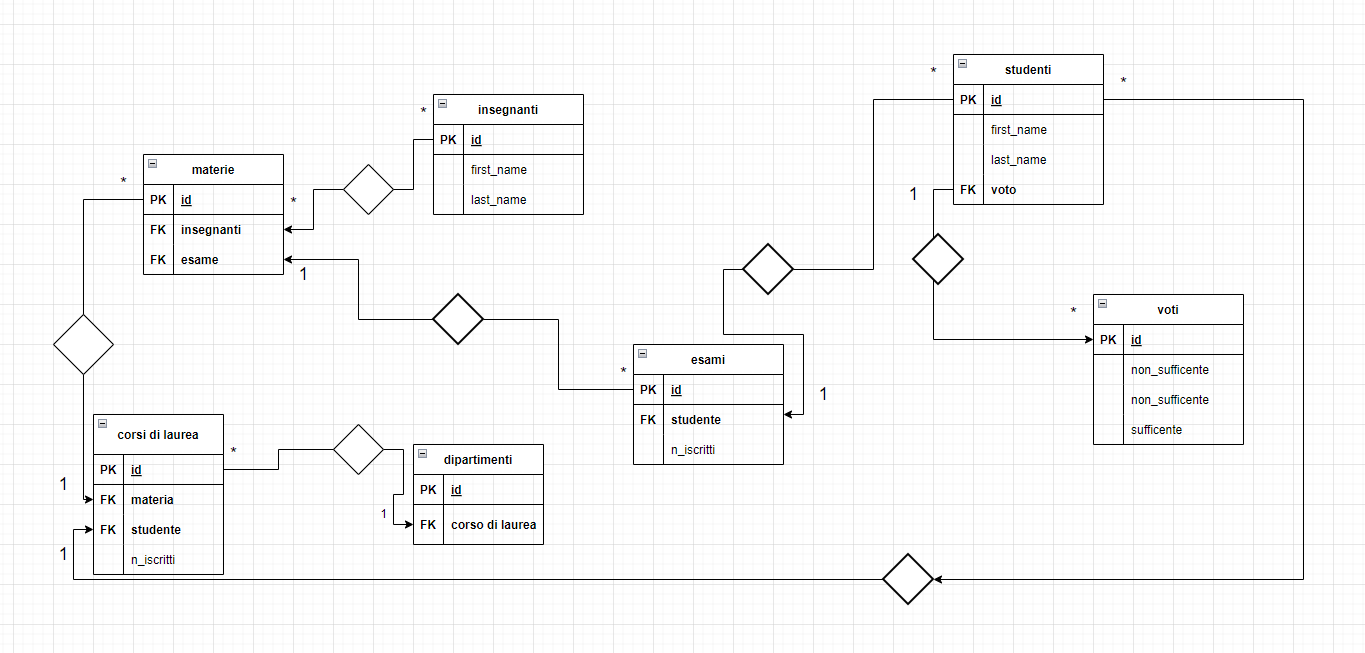 * studenti *
PK id
first_name
last_name
FK voto
1
* insegnanti
PK id
first_name
last_name
materie
*
PK id
*
FK insegnanti
FK esame
1
voti
*
PK id
non_sufficente
non_sufficente
sufficente
esami
*
PK id
FK studente
n_iscritti
1
corsi di laurea
*
PK id
FK materia
1
FK studente
1
n_iscritti
dipartimenti
PK id
1
FK corso di laurea